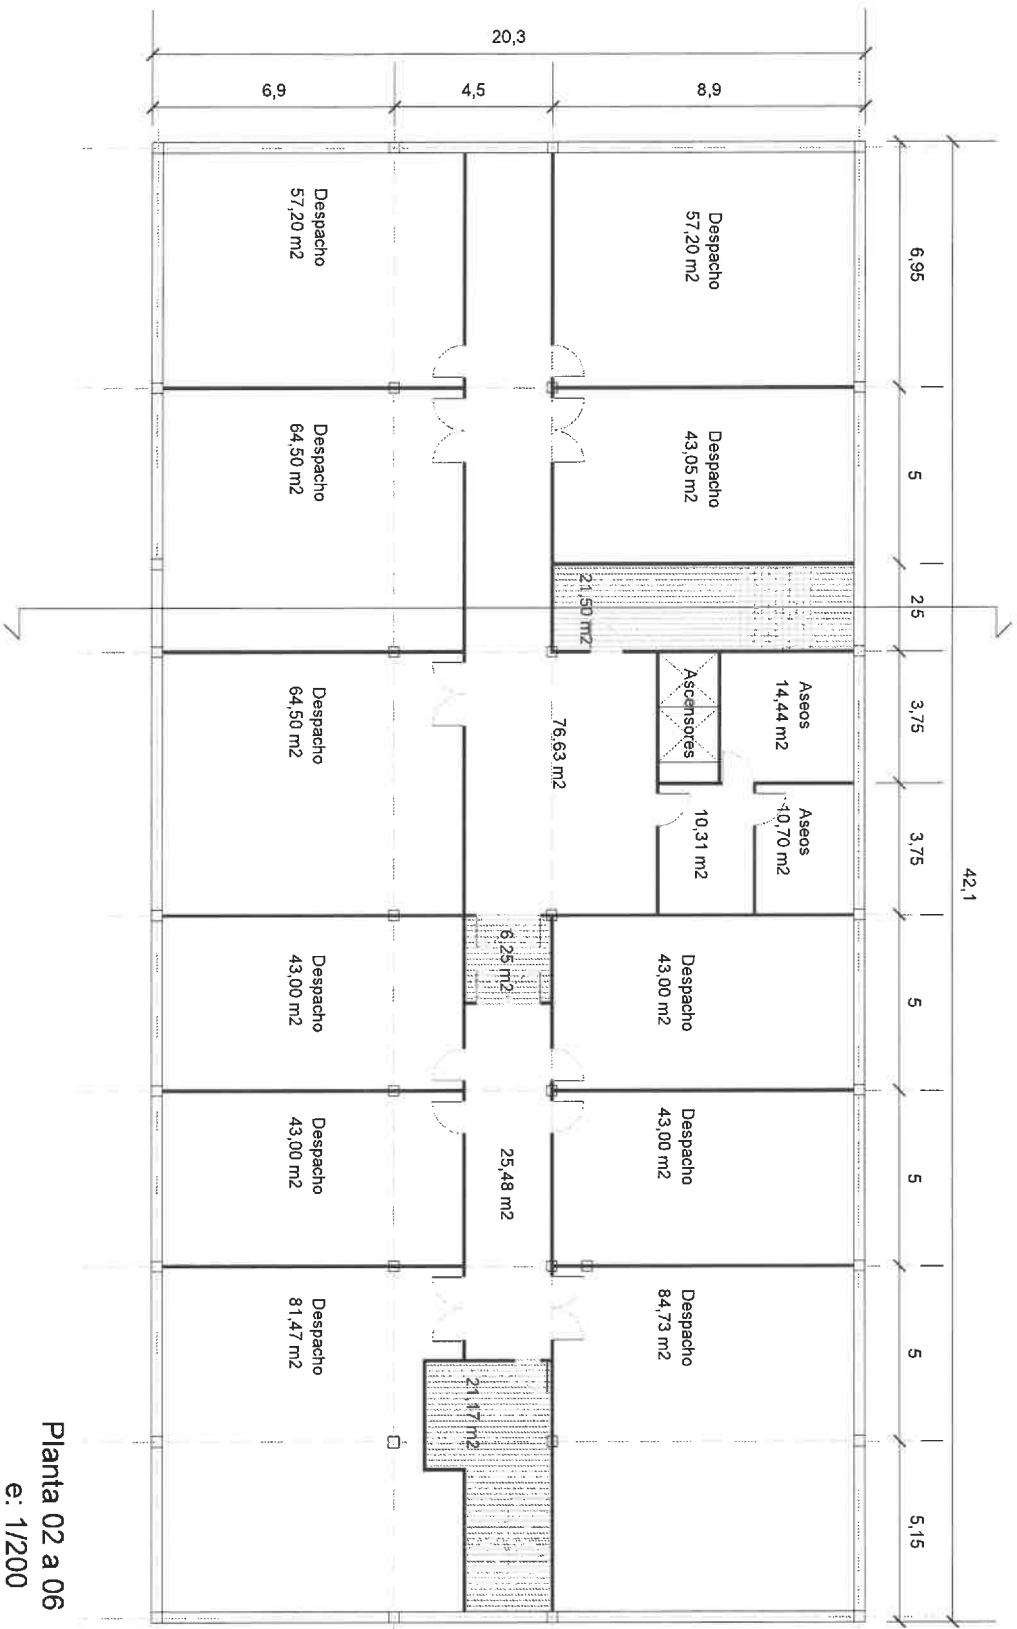 20,3
6,9
4,5
8,9
42,1
6,95
5
2,5
3,75
3,75
5
5
5
5,15
Despacho
57,20 m2
Despacho
43,05 m2
21,50 m2
Aseos
14,44 m2
Ascensores
Aseos
10,70 m2
10,31 m2
76,63 m2
Despacho
43,00 m2
Despacho
43,00 m2
Despacho
84,73 m2
6,25 m2
25,48 m2
21,17 m2
Despacho
57,20 m2
Despacho
64,50 m2
Despacho
64,50 m2
Despacho
43,00 m2
Despacho
43,00 m2
Despacho
81,47 m2
Planta 02 a 06
e: 1/200